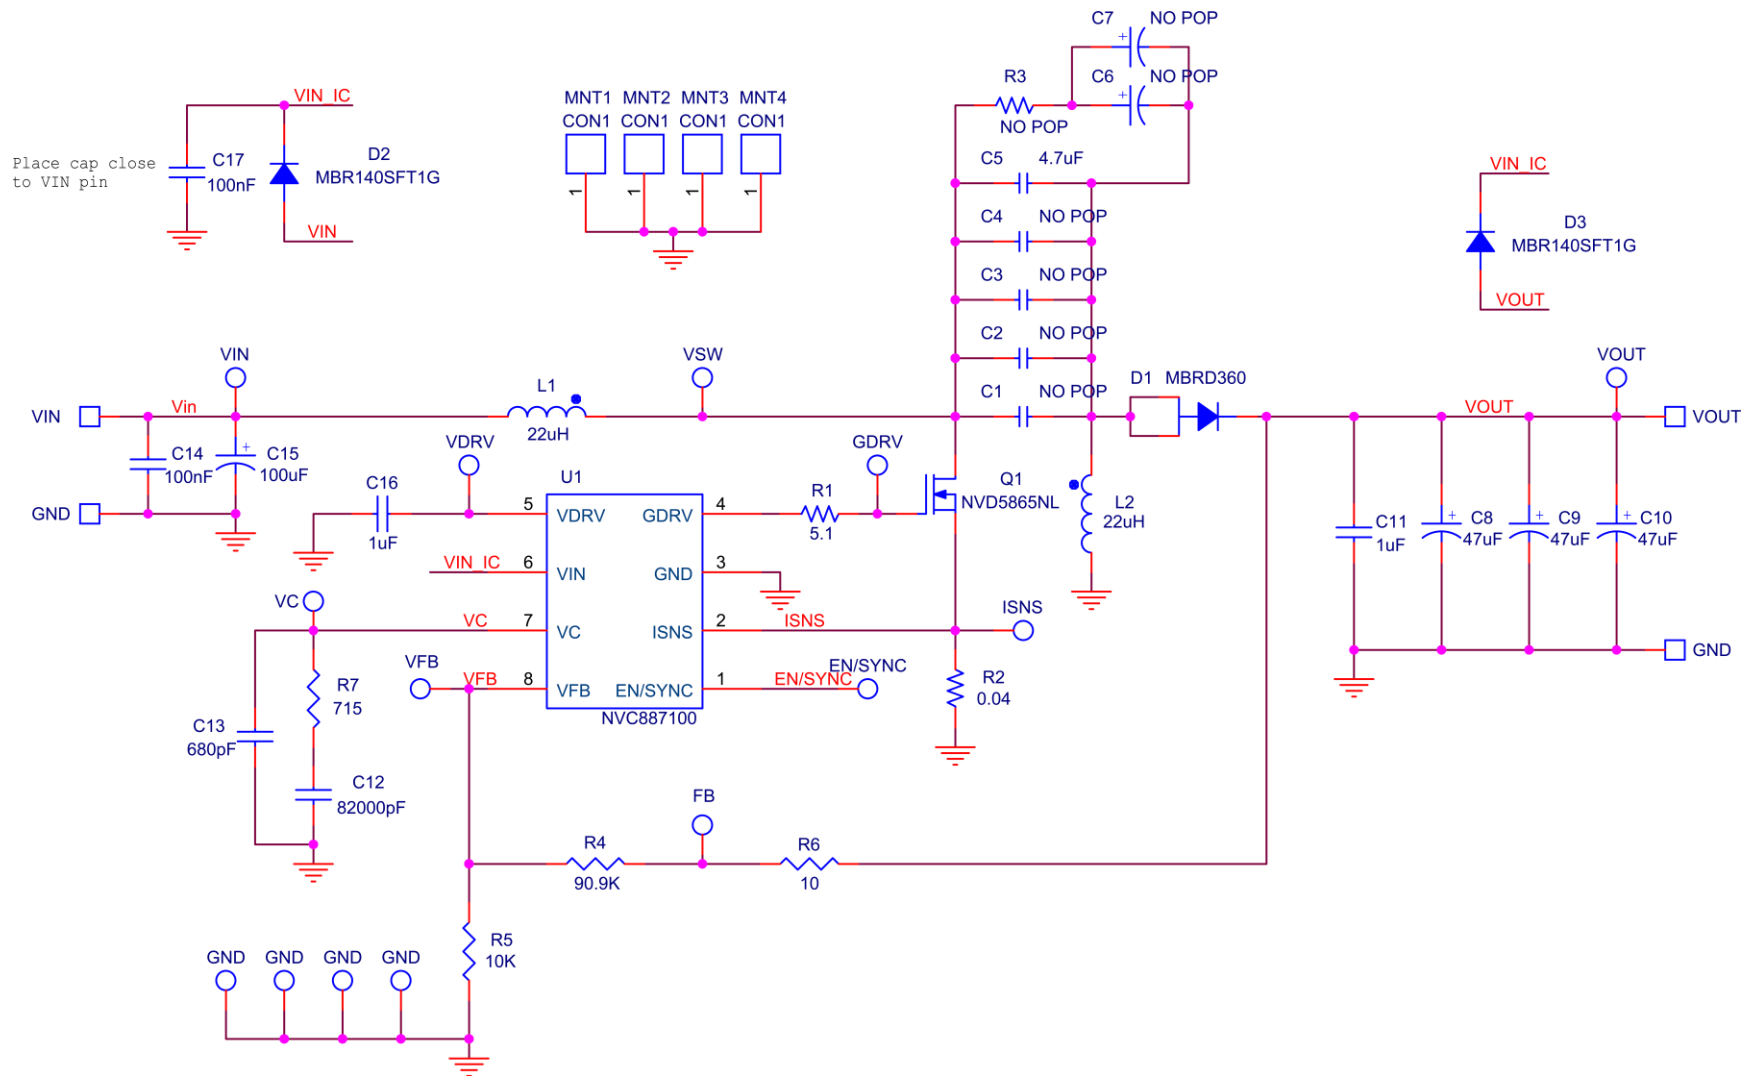 C7 NO POP
R3 C6 NO POP
NO POP
VIN_IC
MNT1 MNT2 MNT3 MNT4
CON1 CON1 CON1 CON1
1 1 1 1
Place cap close
to VIN pin
C17
100nF
D2
MBR140SFT1G
VIN
C5 4.7uF
C4 NO POP
C3 NO POP
C2 NO POP
C1 NO POP
VIN_IC
D3
MBR140SFT1G
VOUT
VIN
VIN
Vin
L1
22uH
VSW
D1 MBRD360
VOUT
VOUT
VOUT
C14
100nF
C15
100uF
GND
C16
1uF
VDRV
U1
5 VDRV
GDRV 4
VIN_IC 6 VIN
GND 3
VC
VC 7 VC
ISNS 2 ISNS
ISNS
VFB
VFB 8 VFB
EN/SYNC 1 EN/SYNC
EN/SYNC
NVC887100
R1
5.1
GDRV
Q1
NVD5865NL
L2
22uH
R2
0.04
C11
1uF
C8
47uF
C9
47uF
C10
47uF
GND
R7
715
C13
680pF
C12
82000pF
FB
R4
90.9K
R6
10
R5
10K
GND GND GND GND